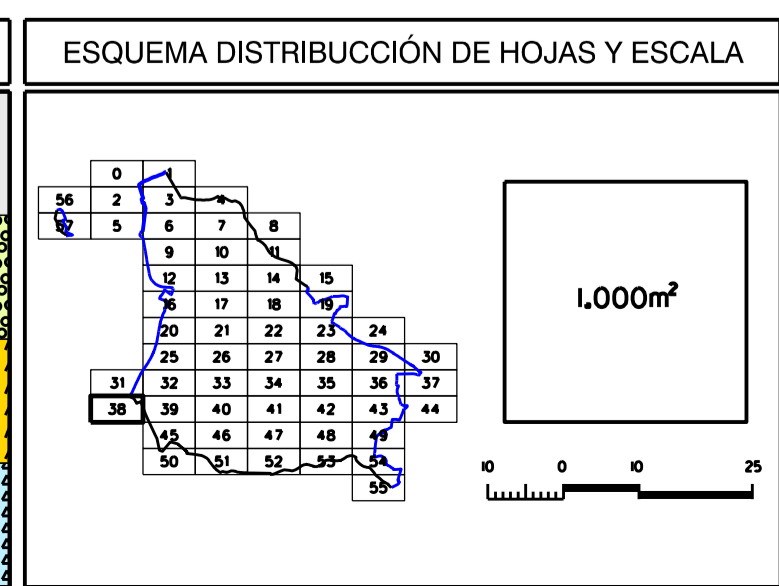 ESQUEMA DISTRIBUCCIÓN DE HOJAS Y ESCALA
0 1
56 2 3 4
57 5 6 7 8
9 10 11
12 13 14 15
16 17 18 19
20 21 22 23 24
25 26 27 28 29 30
31 32 33 34 35 36 37
38 39 40 41 42 43 44
45 46 47 48 49
50 51 52 53 54
55
1.000m²
10 0 10 25